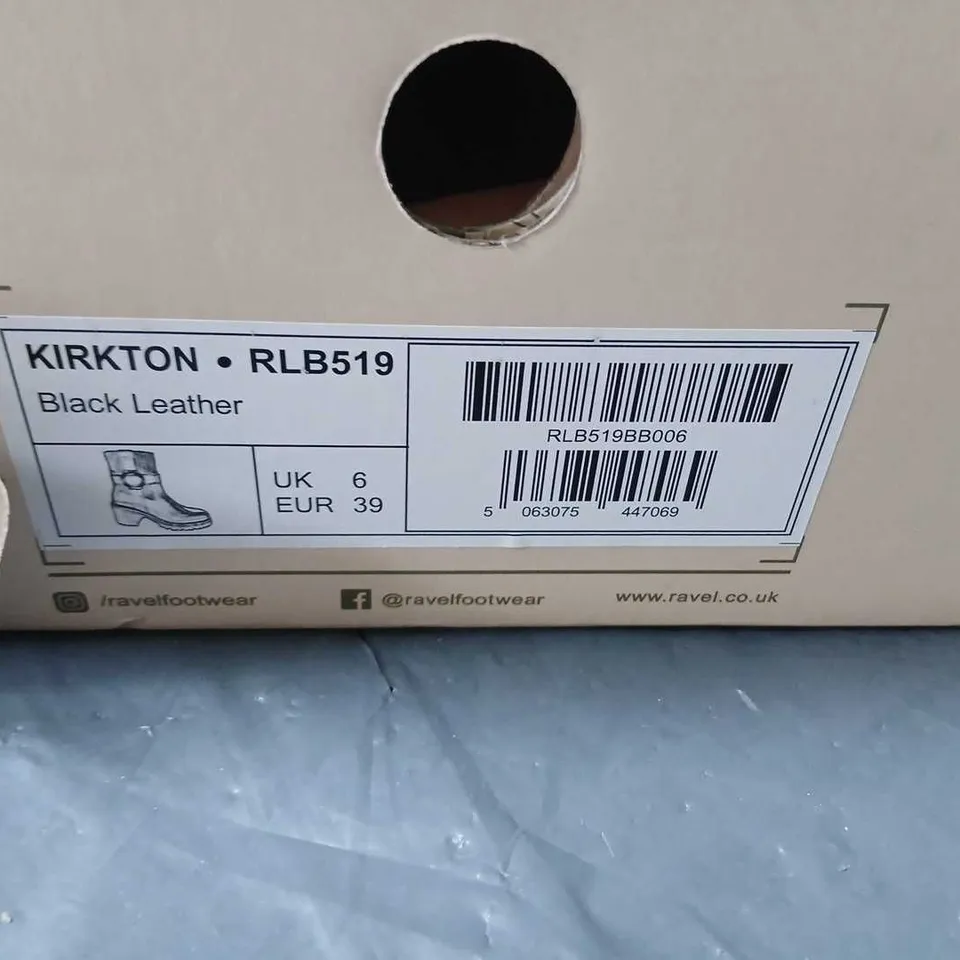 KIRKTON • RLB519
Black Leather
UK 6
EUR 39
RLB519BB006
5 063075 447069
/ravelfootwear
@ravelfootwear
www.ravel.co.uk